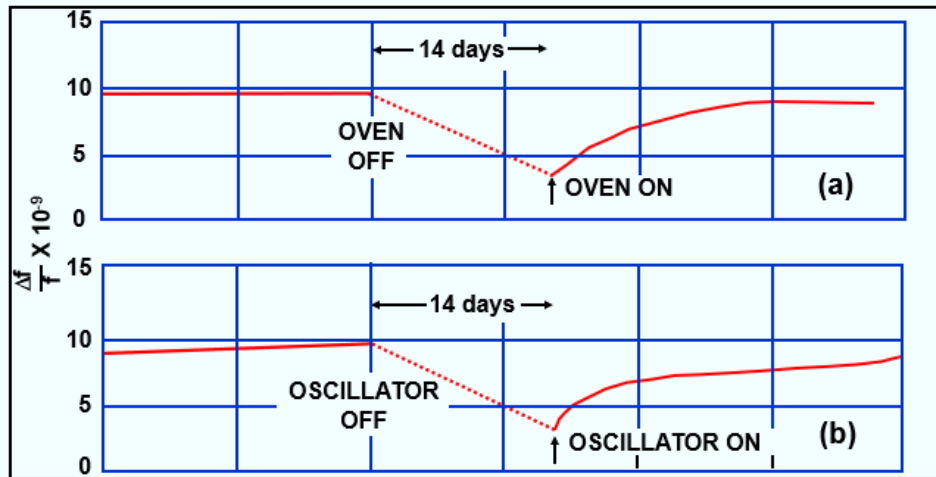 15
14 days
10
OVEN
OFF
5
OVEN ON
(a)
0
Δf
f
X 10-9
15
14 days
10
OSCILLATOR
OFF
5
OSCILLATOR ON
(b)
0